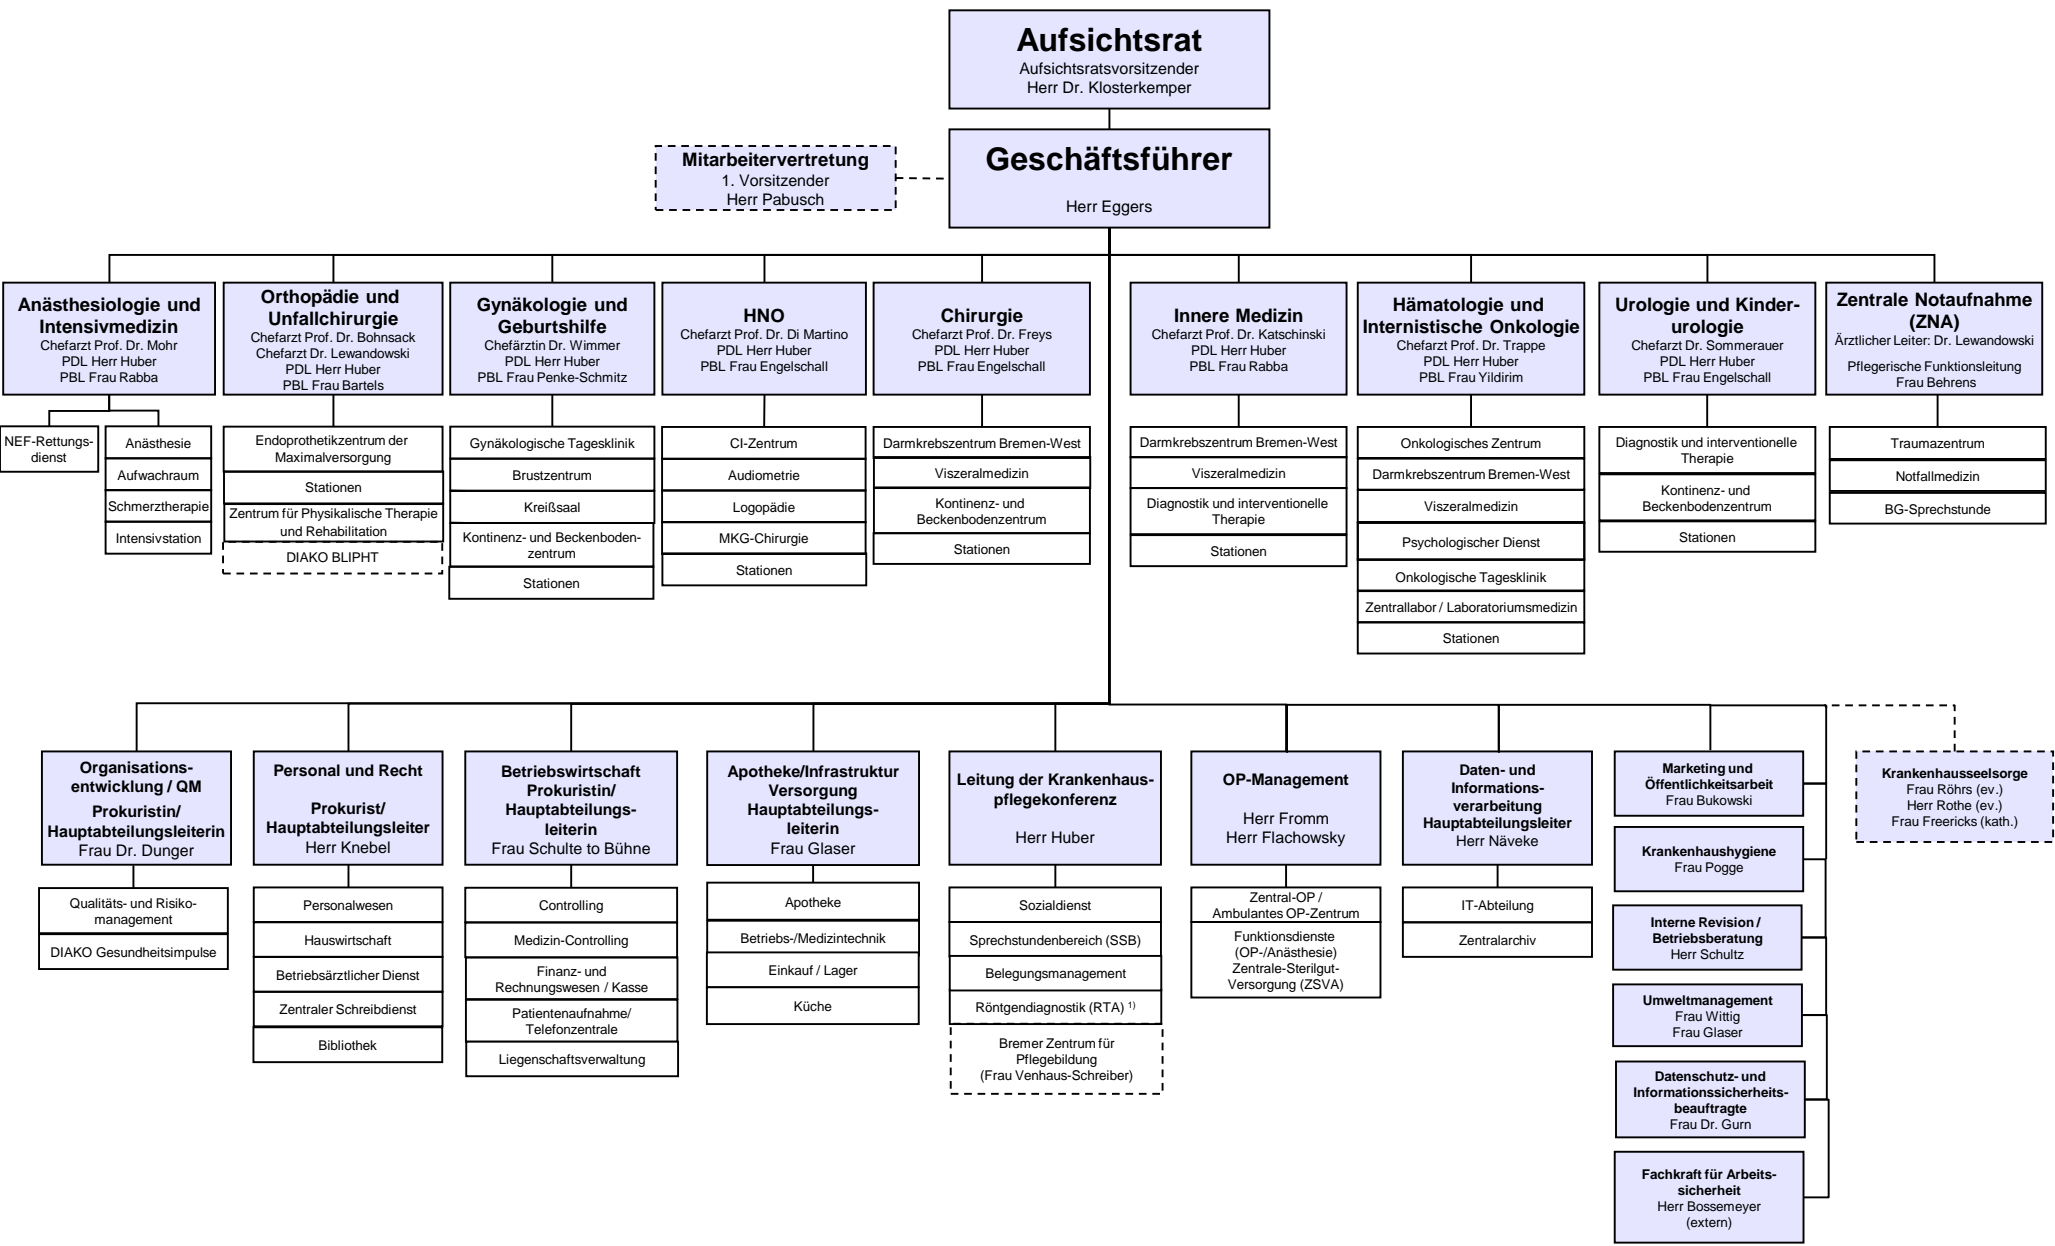 Aufsichtsrat
Aufsichtsratsvorsitzender
Herr Dr. Klosterkemper
Mitarbeitervertretung
1. Vorsitzender
Herr Pabusch
Geschäftsführer
Herr Eggers
Anästhesiologie und
Intensivmedizin
Chefarzt Prof. Dr. Mohr
PDL Herr Huber
PBL Frau Rabba
NEF-Rettungs-
dienst
Anästhesie
Aufwachraum
Schmerztherapie
Intensivstation
Orthopädie und
Unfallchirurgie
Chefarzt Prof. Dr. Bohnsack
Chefarzt Dr. Lewandowski
PDL Herr Huber
PBL Frau Bartels
Endoprothetikzentrum der
Maximalversorgung
Stationen
Zentrum für Physikalische Therapie
und Rehabilitation
DIAKO BLIPHT
Gynäkologie und
Geburtshilfe
Chefärztin Dr. Wimmer
PDL Herr Huber
PBL Frau Penke-Schmitz
Gynäkologische Tagesklinik
Brustzentrum
Kreißsaal
Kontinenz- und Beckenboden-
zentrum
Stationen
HNO
Chefarzt Prof. Dr. Di Martino
PDL Herr Huber
PBL Frau Engelschall
CI-Zentrum
Audiometrie
Logopädie
MKG-Chirurgie
Stationen
Chirurgie
Chefarzt Prof. Dr. Freys
PDL Herr Huber
PBL Frau Engelschall
Darmkrebszentrum Bremen-West
Viszeralmedizin
Kontinenz- und
Beckenbodenzentrum
Stationen
Innere Medizin
Chefarzt Prof. Dr. Katschinski
PDL Herr Huber
PBL Frau Rabba
Darmkrebszentrum Bremen-West
Viszeralmedizin
Diagnostik und interventionelle
Therapie
Stationen
Hämatologie und
Internistische Onkologie
Chefarzt Prof. Dr. Trappe
PDL Herr Huber
PBL Frau Yildirim
Onkologisches Zentrum
Darmkrebszentrum Bremen-West
Viszeralmedizin
Psychologischer Dienst
Onkologische Tagesklinik
Zentrallabor / Laboratoriumsmedizin
Stationen
Urologie und Kinder-
urologie
Chefarzt Dr. Sommerauer
PDL Herr Huber
PBL Frau Engelschall
Diagnostik und interventionelle
Therapie
Kontinenz- und
Beckenbodenzentrum
Stationen
Zentrale Notaufnahme
(ZNA)
Ärztlicher Leiter: Dr. Lewandowski
Pflegerische Funktionsleitung
Frau Behrens
Traumazentrum
Notfallmedizin
BG-Sprechstunde
Organisations-
entwicklung / QM
Prokuristin/
Hauptabteilungsleiterin
Frau Dr. Dunger
Qualitäts- und Risiko-
management
DIAKO Gesundheitsimpulse
Personal und Recht
Prokurist/
Hauptabteilungsleiter
Herr Knebel
Personalwesen
Hauswirtschaft
Betriebsärztlicher Dienst
Zentraler Schreibdienst
Bibliothek
Betriebswirtschaft
Prokuristin/
Hauptabteilungs-
leiterin
Frau Schulte to Bühne
Controlling
Medizin-Controlling
Finanz- und
Rechnungswesen / Kasse
Patientenaufnahme/
Telefonzentrale
Liegenschaftsverwaltung
Apotheke/Infrastruktur
Versorgung
Hauptabteilungs-
leiterin
Frau Glaser
Apotheke
Betriebs-/Medizintechnik
Einkauf / Lager
Küche
Leitung der Krankenhaus-
pflegekonferenz
Herr Huber
Sozialdienst
Sprechstundenbereich (SSB)
Belegungsmanagement
Röntgendiagnostik (RTA) 1)
Bremer Zentrum für
Pflegebildung
(Frau Venhaus-Schreiber)
OP-Management
Herr Fromm
Herr Flachowsky
Zentral-OP /
Ambulantes OP-Zentrum
Funktionsdienste
(OP-/Anästhesie)
Zentrale-Sterilgut-
Versorgung (ZSVA)
Daten- und
Informations-
verarbeitung
Hauptabteilungsleiter
Herr Näveke
IT-Abteilung
Zentralarchiv
Marketing und
Öffentlichkeitsarbeit
Frau Bukowski
Krankenhaushygiene
Frau Pogge
Interne Revision /
Betriebsberatung
Herr Schultz
Umweltmanagement
Frau Wittig
Frau Glaser
Datenschutz- und
Informationssicherheits-
beauftragte
Frau Dr. Gurn
Fachkraft für Arbeits-
sicherheit
Herr Bossemeyer
(extern)
Krankenhausseelsorge
Frau Röhrs (ev.)
Herr Rothe (ev.)
Frau Freericks (kath.)